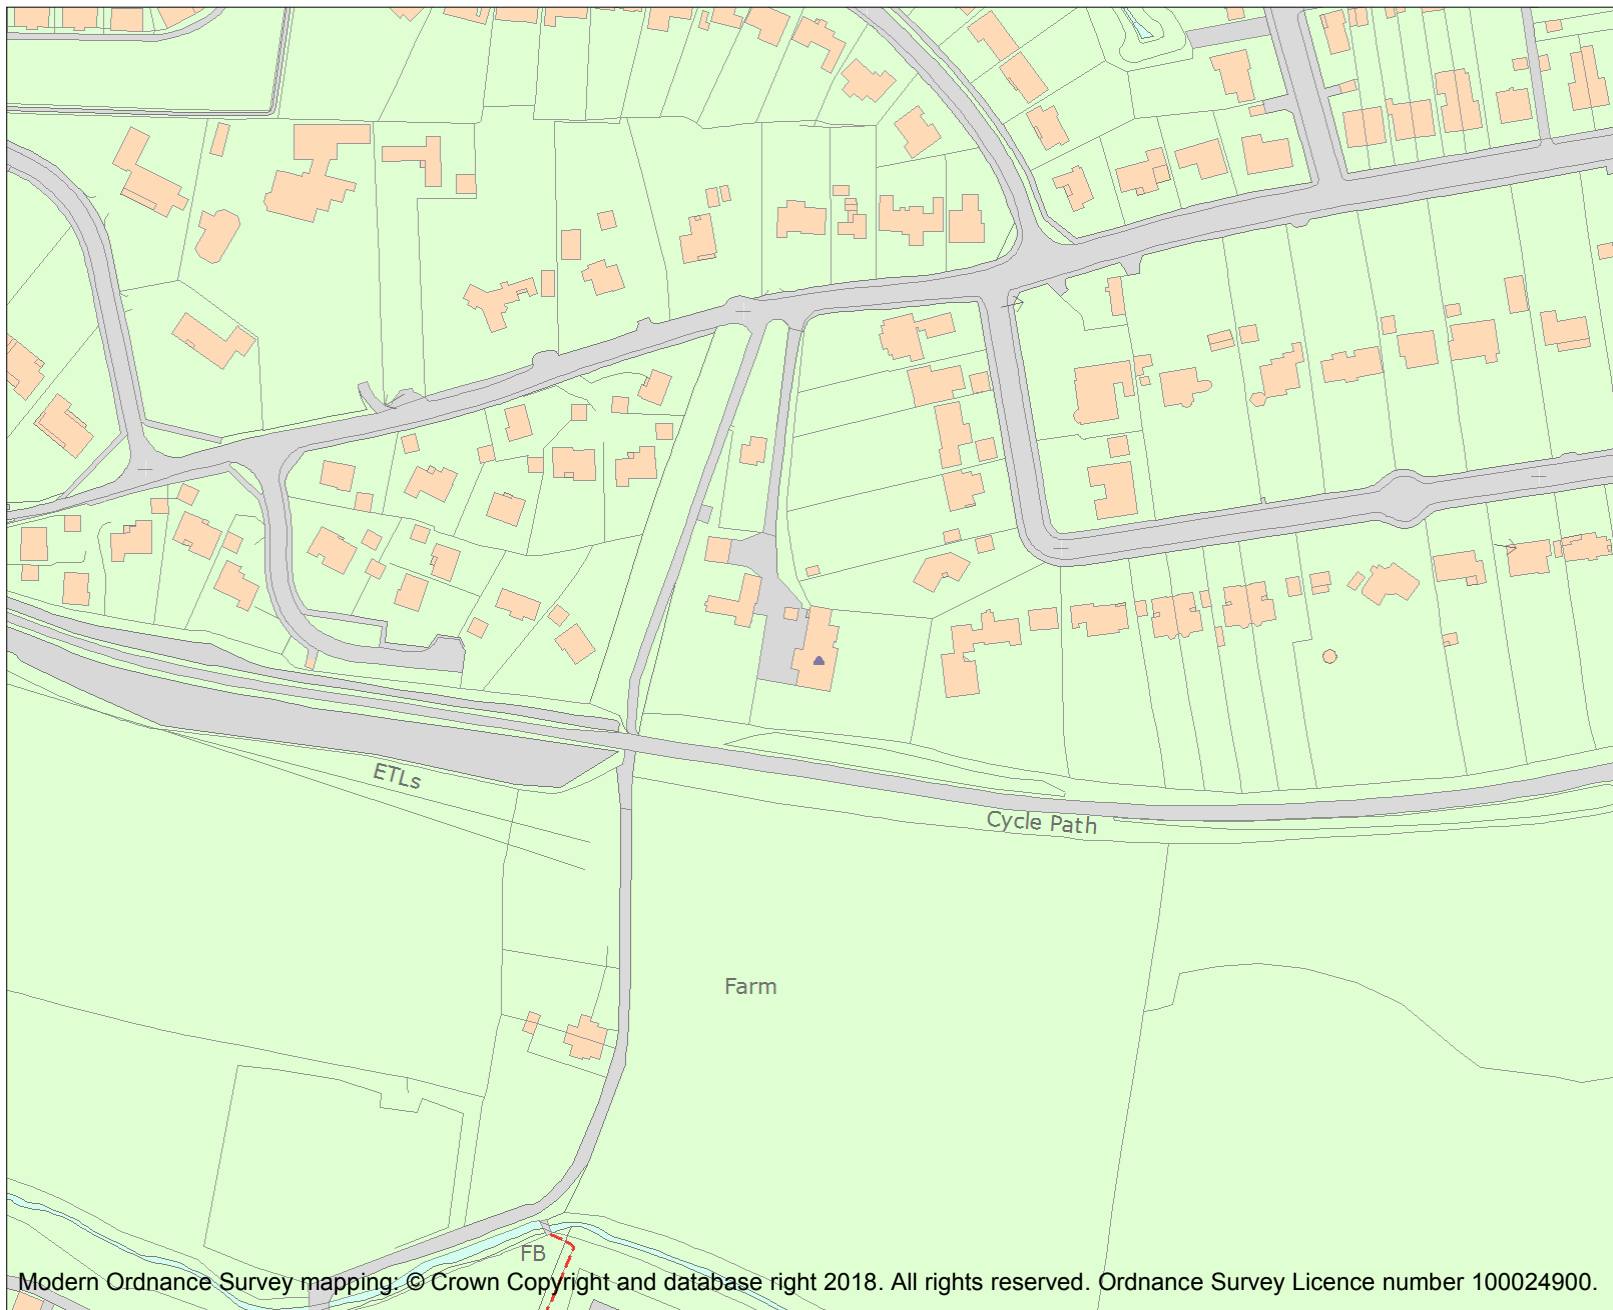 ETLs
Cycle Path
Farm
FB
Modern Ordnance Survey mapping: © Crown Copyright and database right 2018. All rights reserved. Ordnance Survey Licence number 100024900.